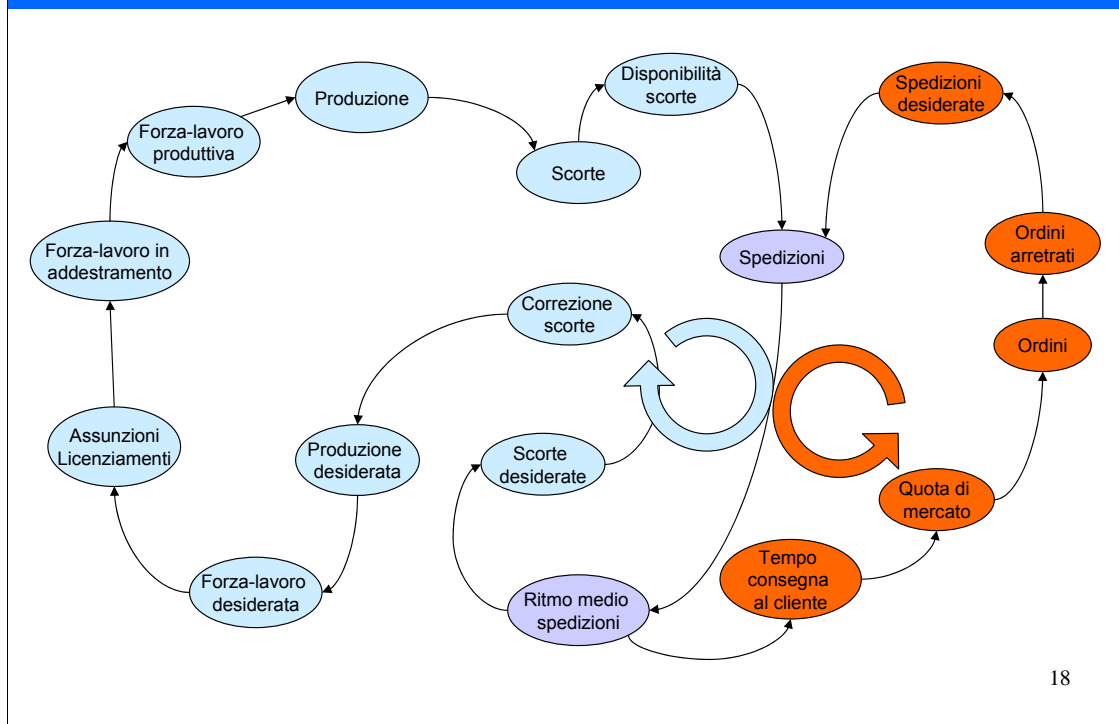 Disponibilità
scorte
Spedizioni
desiderate
Produzione
Forza-lavoro
produttiva
Scorte
Forza-lavoro in
addestramento
Spedizioni
Ordini
arretrati
Correzione
scorte
Ordini
Assunzioni
Licenziamenti
Produzione
desiderata
Scorte
desiderate
Quota di
mercato
Forza-lavoro
desiderata
Ritmo medio
spedizioni
Tempo
consegna
al cliente
18